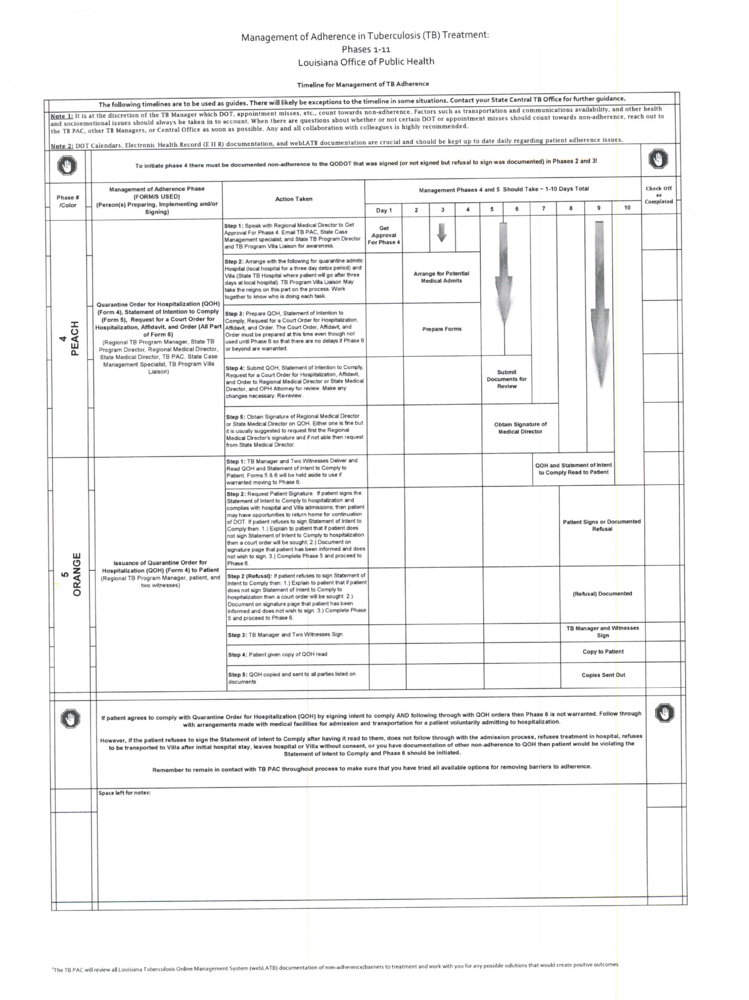 Management of Adherence in Tuberculosis (TB) Treatment:
Phases 1-11
Louisiana Office of Public Health
Timeline for Management of TB Adherence
The following timelines are to be used as guides. There will likely be exceptions to the timeline in some situations. Contact your State Central TB Office for further guidance.
Note 1: It is at the discretion of the TB Manager which DOT, appointment misses, etc., count towards non-adherence. Factors such as transportation and communications availability, and other health
and socioemotional issues should always be taken in to account. When there are questions about whether or not certain DOT or appointment misses should count towards non-adherence, reach out to
the TB PAC, other TB Managers, or Central Office as soon as possible. Any and all collaboration with colleagues is highly recommended.
Note 2: DOT Calendars, Electronic Health Record (E H R) documentation, and webLATB documentation are crucial and should be kept up to date daily regarding patient adherence issues.
To initiate phase 4 there must be documented non-adherence to the QODOT that was signed (or not signed but refusal to sign was documented) in Phases 2 and 3!
Phase #
/Color
Management of Adherence Phase
(FORM/S USED)
(Person(s) Preparing, Implementing and/or
Signing)
Action Taken
Management Phases 4 and 5 Should Take ~ 1-10 Days Total
Check Off
as
Completed
Day 1 2 3 4 5 6 7 8 9 10
4
PEACH
Quarantine Order for Hospitalization (QOH)
(Form 4), Statement of Intention to Comply
(Form 5), Request for a Court Order for
Hospitalization, Affidavit, and Order (All Part
of Form 6)
(Regional TB Program Manager, State TB
Program Director, Regional Medical Director,
State Medical Director, TB PAC, State Case
Management Specialist, TB Program Villa
Liaison)
Step 1: Speak with Regional Medical Director to Get
Approval For Phase 4. Email TB PAC, State Case
Management specialist, and State TB Program Director
and TB Program Villa Liaison for awareness.
Get
Approval
For Phase 4
Step 2: Arrange with the following for quarantine admits:
Hospital (local hospital for a three day detox period) and
Villa (State TB Hospital where patient will go after three
days at local hospital). TB Program Villa Liaison May
take the reigns on this part on the process. Work
together to know who is doing each task.
Arrange for Potential
Medical Admits
Step 3: Prepare QOH, Statement of Intention to
Comply, Request for a Court Order for Hospitalization,
Affidavit, and Order. The Court Order, Affidavit, and
Order must be prepared at this time even though not
used until Phase 6 so that there are no delays if Phase 6
or beyond are warranted.
Prepare Forms
Step 4: Submit QOH, Statement of Intention to Comply,
Request for a Court Order for Hospitalization, Affidavit,
and Order to Regional Medical Director or State Medical
Director, and OPH Attorney for review. Make any
changes necessary. Re-review.
Submit
Documents for
Review
Step 5: Obtain Signature of Regional Medical Director
or State Medical Director on QOH. Either one is fine but
it is usually suggested to request first the Regional
Medical Director's signature and if not able then request
from State Medical Director.
Obtain Signature of
Medical Director
5
ORANGE
Issuance of Quarantine Order for
Hospitalization (QOH) (Form 4) to Patient
(Regional TB Program Manager, patient, and
two witnesses)
Step 1: TB Manager and Two Witnesses Deliver and
Read QOH and Statement of Intent to Comply to
Patient. Forms 5 & 6 will be held aside to use if
warranted moving to Phase 6.
QOH and Statement of Intent
to Comply Read to Patient
Step 2: Request Patient Signature. If patient signs the
Statement of Intent to Comply to hospitalization and
complies with hospital and Villa admissions; then patient
may have opportunities to return home for continuation
of DOT. If patient refuses to sign Statement of Intent to
Comply then: 1.) Explain to patient that if patient does
not sign Statement of Intent to Comply to hospitalization
then a court order will be sought. 2.) Document on
signature page that patient has been informed and does
not wish to sign. 3.) Complete Phase 5 and proceed to
Phase 6.
Patient Signs or Documented
Refusal
Step 2 (Refusal): If patient refuses to sign Statement of
Intent to Comply then: 1.) Explain to patient that if patient
does not sign Statement of Intent to Comply to
hospitalization then a court order will be sought. 2.)
Document on signature page that patient has been
informed and does not wish to sign. 3.) Complete Phase
5 and proceed to Phase 6.
(Refusal) Documented
Step 3: TB Manager and Two Witnesses Sign
TB Manager and Witnesses
Sign
Step 4: Patient given copy of QOH read
Copy to Patient
Step 5: QOH copied and sent to all parties listed on
documents
Copies Sent Out
If patient agrees to comply with Quarantine Order for Hospitalization (QOH) by signing intent to comply AND following through with QOH orders then Phase 6 is not warranted. Follow through
with arrangements made with medical facilities for admission and transportation for a patient voluntarily admitting to hospitalization.
However, if the patient refuses to sign the Statement of Intent to Comply after having it read to them, does not follow through with the admission process, refuses treatment in hospital, refuses
to be transported to Villa after initial hospital stay, leaves hospital or Villa without consent, or you have documentation of other non-adherence to QOH then patient would be violating the
Statement of Intent to Comply and Phase 6 should be initiated.
Remember to remain in contact with TB PAC throughout process to make sure that you have tried all available options for removing barriers to adherence.
Space left for notes:
¹The TB PAC will review all Louisiana Tuberculosis Online Management System (webLATB) documentation of non-adherence/barriers to treatment and work with you for any possible solutions that would create positive outcomes